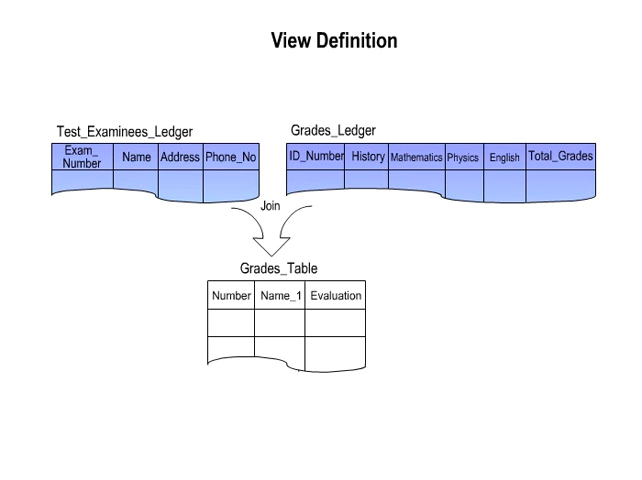 View Definition
Test_Examinees_Ledger
Exam_
Number
Name
Address
Phone_No
Grades_Ledger
ID_Number
History
Mathematics
Physics
English
Total_Grades
Join
Grades_Table
Number
Name_1
Evaluation